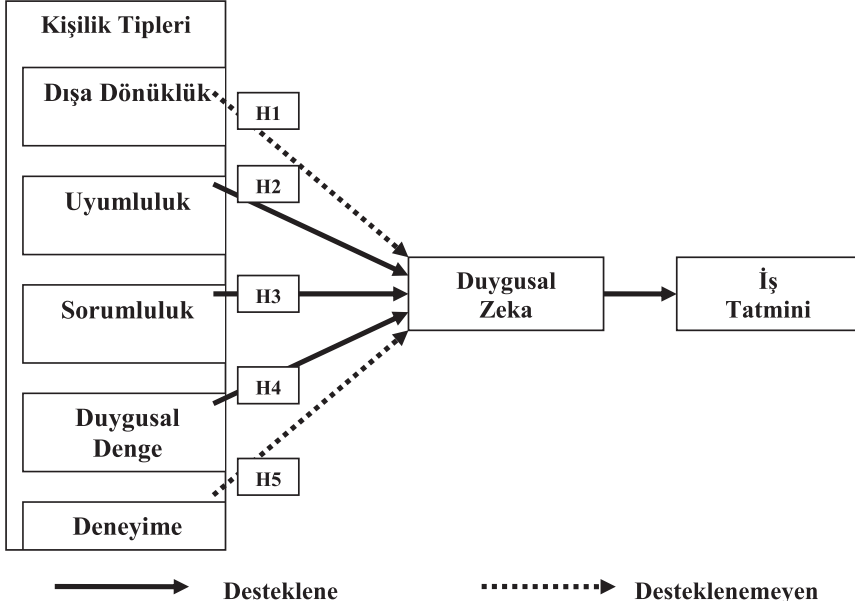 Kişilik Tipleri
Dışa Dönüklük
H1
Uyumluluk
H2
Sorumluluk
H3
Duygusal
Denge
H4
Deneyime
H5
Duygusal
Zeka
İş
Tatmini
Desteklene
Desteklenemeyen